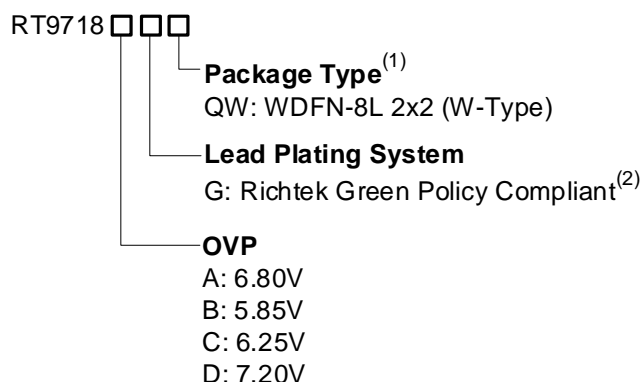 RT9718□□□
Package Type(1)
QW: WDFN-8L 2x2 (W-Type)
Lead Plating System
G: Richtek Green Policy Compliant(2)
OVP
A: 6.80V
B: 5.85V
C: 6.25V
D: 7.20V